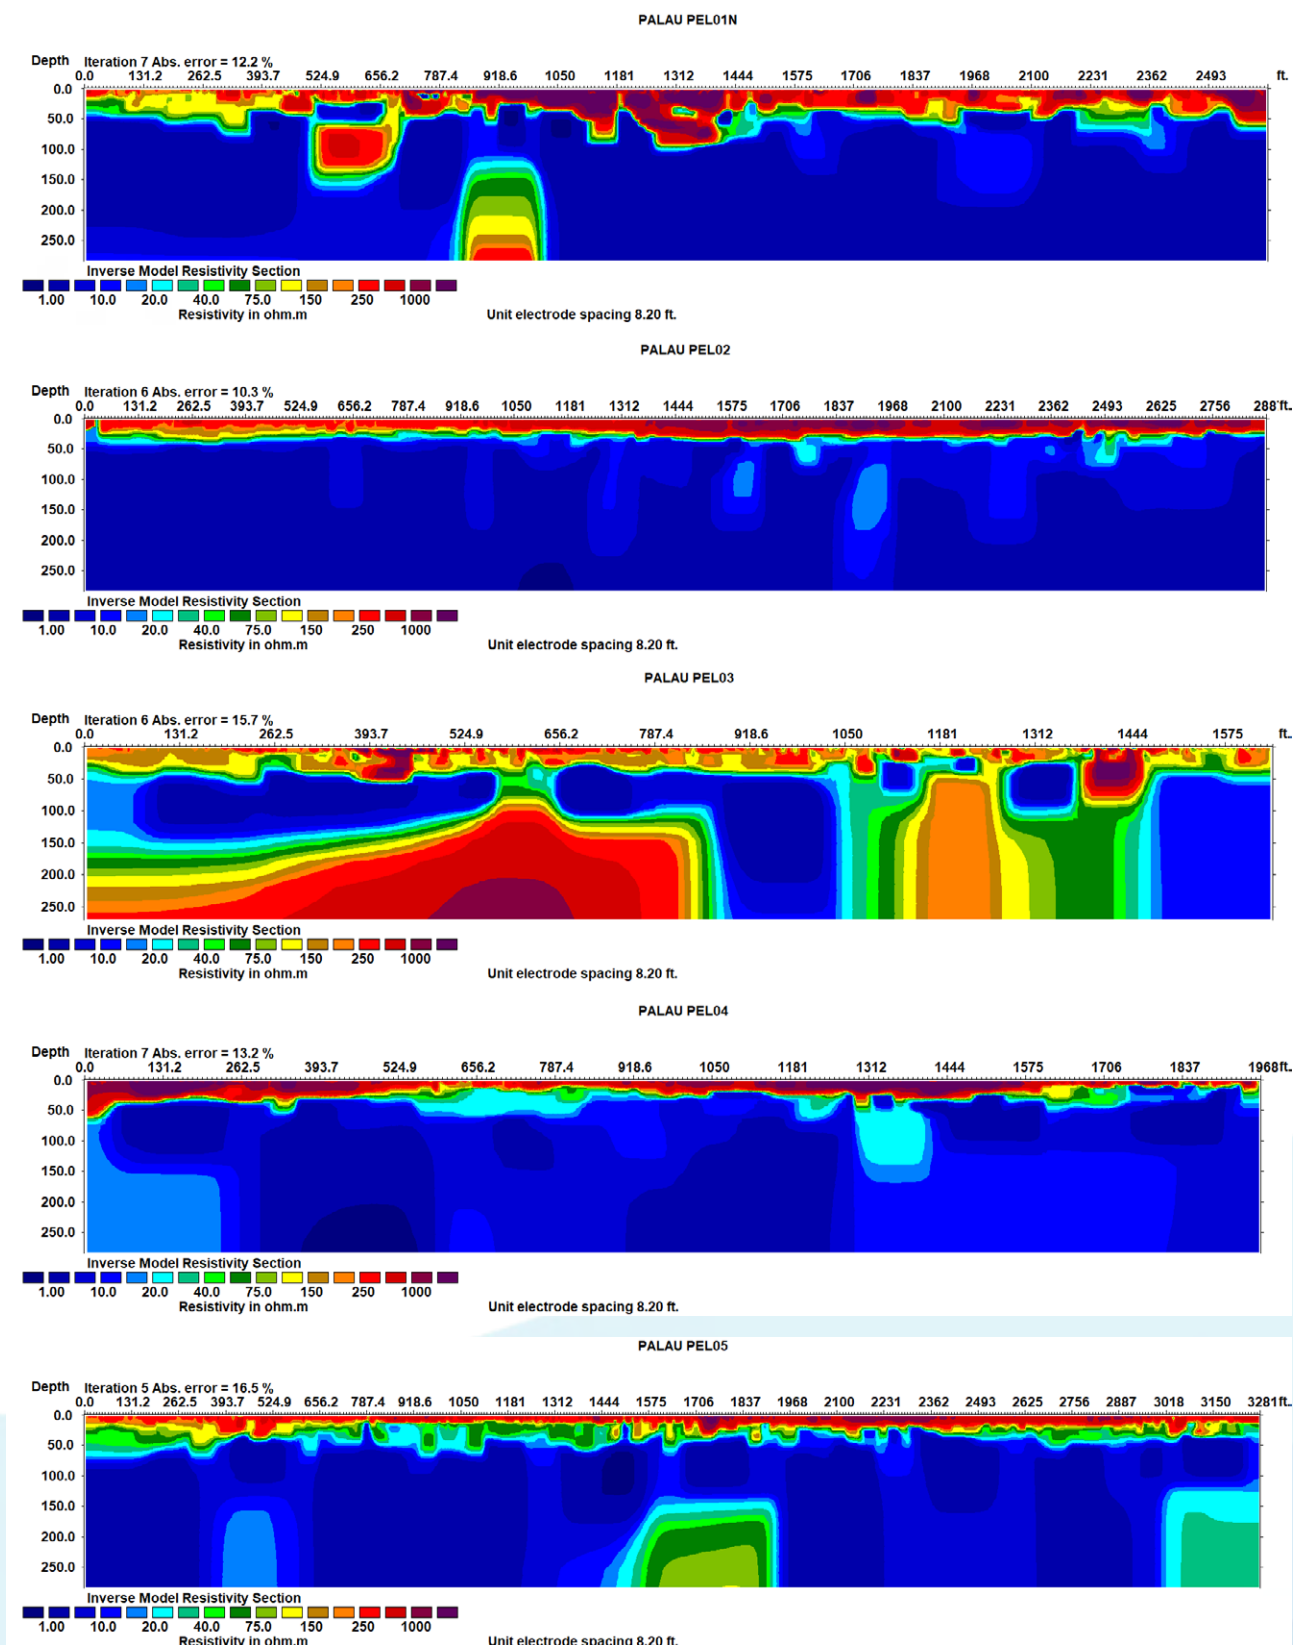 PALAU PEL01N
Depth Iteration 7 Abs. error = 12.2 %
0.0 131.2 262.5 393.7 524.9 656.2 787.4 918.6 1050 1181 1312 1444 1575 1706 1837 1968 2100 2231 2362 2493 ft.
0.0
50.0
100.0
150.0
200.0
250.0
Inverse Model Resistivity Section
1.00 10.0 20.0 40.0 75.0 150 250 1000
Resistivity in ohm.m Unit electrode spacing 8.20 ft.
PALAU PEL02
Depth Iteration 6 Abs. error = 10.3 %
0.0 131.2 262.5 393.7 524.9 656.2 787.4 918.6 1050 1181 1312 1444 1575 1706 1837 1968 2100 2231 2362 2493 2625 2756 288'ft.
0.0
50.0
100.0
150.0
200.0
250.0
Inverse Model Resistivity Section
1.00 10.0 20.0 40.0 75.0 150 250 1000
Resistivity in ohm.m Unit electrode spacing 8.20 ft.
PALAU PEL03
Depth Iteration 6 Abs. error = 15.7 %
0.0 131.2 262.5 393.7 524.9 656.2 787.4 918.6 1050 1181 1312 1444 1575 ft.
0.0
50.0
100.0
150.0
200.0
250.0
Inverse Model Resistivity Section
1.00 10.0 20.0 40.0 75.0 150 250 1000
Resistivity in ohm.m Unit electrode spacing 8.20 ft.
PALAU PEL04
Depth Iteration 7 Abs. error = 13.2 %
0.0 131.2 262.5 393.7 524.9 656.2 787.4 918.6 1050 1181 1312 1444 1575 1706 1837 1968ft.
0.0
50.0
100.0
150.0
200.0
250.0
Inverse Model Resistivity Section
1.00 10.0 20.0 40.0 75.0 150 250 1000
Resistivity in ohm.m Unit electrode spacing 8.20 ft.
PALAU PEL05
Depth Iteration 5 Abs. error = 16.5 %
0.0 131.2 262.5 393.7 524.9 656.2 787.4 918.6 1050 1181 1312 1444 1575 1706 1837 1968 2100 2231 2362 2493 2625 2756 2887 3018 3150 3281ft.
0.0
50.0
100.0
150.0
200.0
250.0
Inverse Model Resistivity Section
1.00 10.0 20.0 40.0 75.0 150 250 1000
Resistivity in ohm.m Unit electrode spacing 8.20 ft.